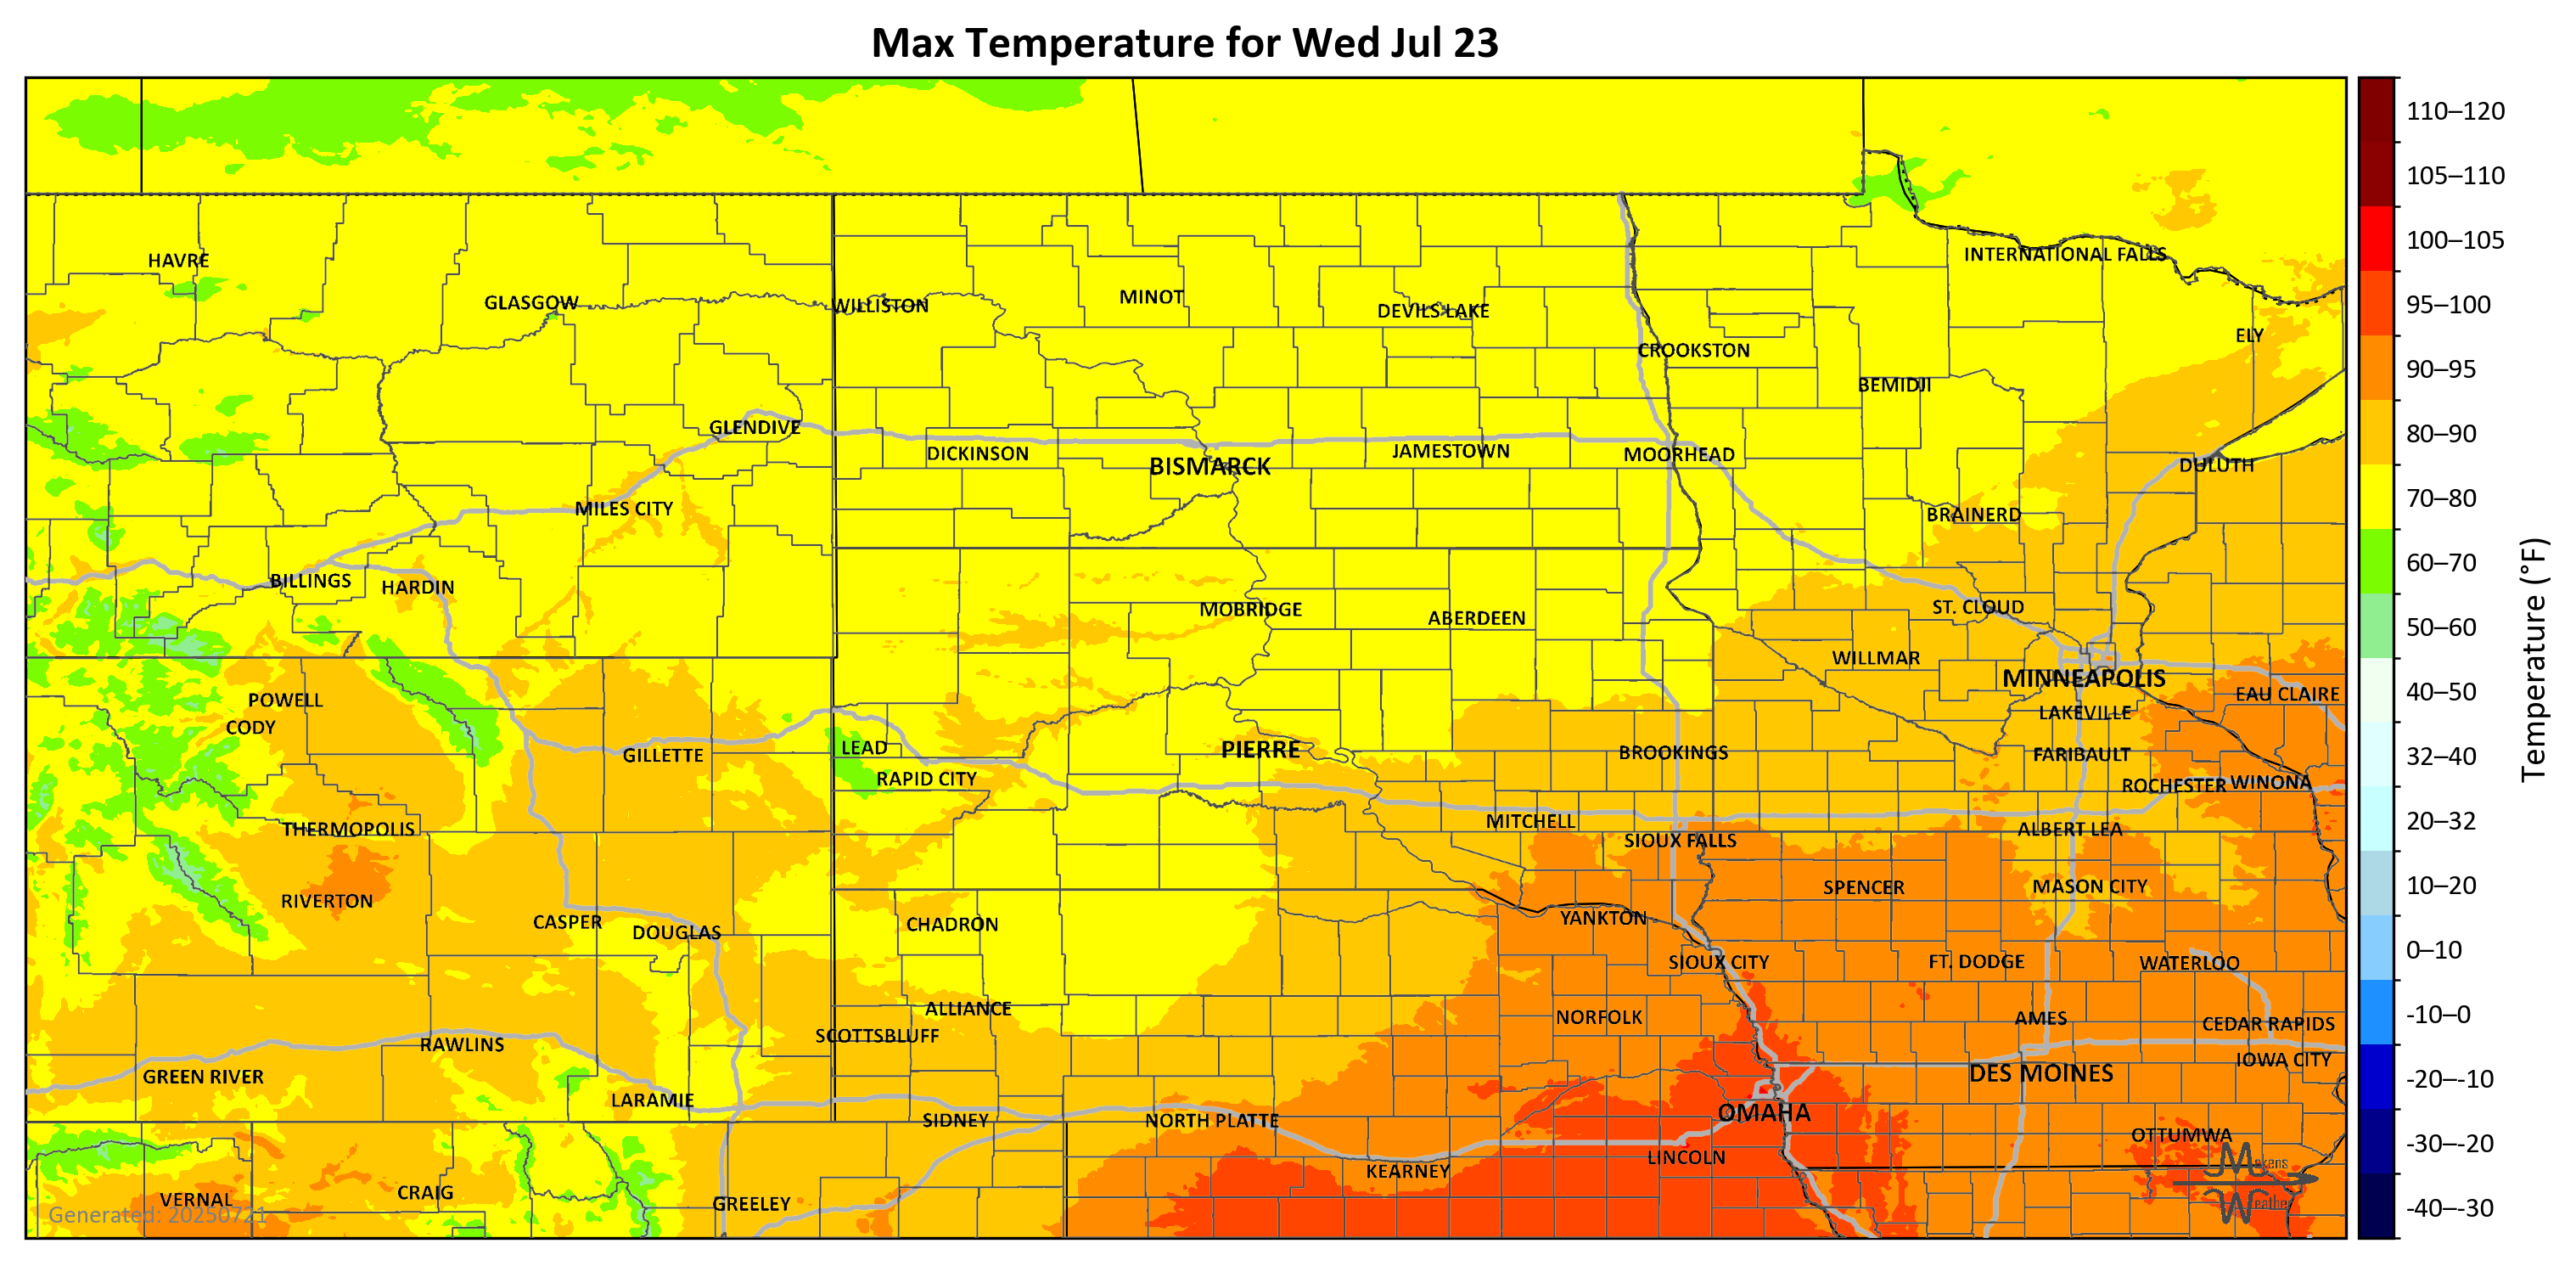 Max Temperature for Wed Jul 23
110–120
105–110
100–105
95–100
90–95
80–90
70–80
60–70
50–60
40–50
32–40
20–32
10–20
0–10
-10–0
-20–-10
-30–-20
-40–-30
Temperature (°F)
HAVRE
INTERNATIONAL FALLS
GLASGOW
WILLISTON
MINOT
DEVILS LAKE
ELY
CROOKSTON
BEMIDJI
GLENDIVE
DICKINSON
BISMARCK
JAMESTOWN
MOORHEAD
DULUTH
MILES CITY
BRAINERD
BILLINGS
HARDIN
MOBRIDGE
ABERDEEN
ST. CLOUD
WILLMAR
MINNEAPOLIS
EAU CLAIRE
POWELL
CODY
LAKEVILLE
GILLETTE
LEAD
PIERRE
BROOKINGS
FARIBAULT
RAPID CITY
ROCHESTER
WINONA
THERMOPOLIS
MITCHELL
SIOUX FALLS
ALBERT LEA
RIVERTON
SPENCER
MASON CITY
CASPER
DOUGLAS
CHADRON
YANKTON
SIOUX CITY
FT. DODGE
WATERLOO
ALLIANCE
NORFOLK
AMES
CEDAR RAPIDS
SCOTTSBLUFF
RAWLINS
IOWA CITY
GREEN RIVER
DES MOINES
LARAMIE
SIDNEY
NORTH PLATTE
OMAHA
OTTUMWA
LINCOLN
KEARNEY
VERNAL
CRAIG
GREELEY
Generated: 20250721
Makens
Weather